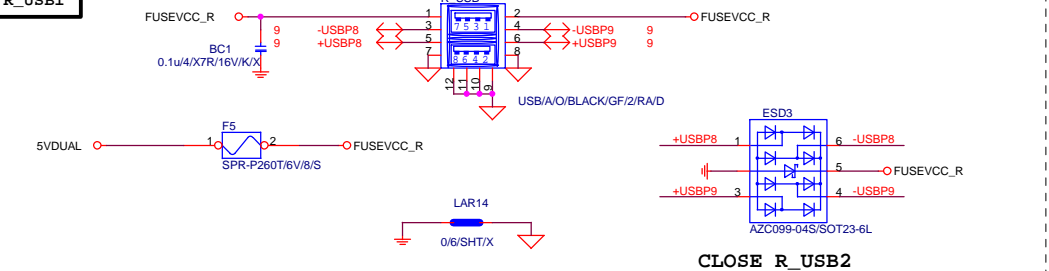 R_USB1
R_USB
FUSEVCC_R 1 2 FUSEVCC_R
9 -USBP8 3 7 5 3 1 4 -USBP9 9
9 +USBP8 5 6 +USBP9 9
BC1 7 8 6 4 2 8
0.1u/4/X7R/16V/K/X
12 11 10 9
USB/A/O/BLACK/GF/2/RA/D
5VDUAL 1 F5 2 FUSEVCC_R
SPR-P260T/6V/8/S
ESD3
+USBP8 1 6 -USBP8
5 FUSEVCC_R
+USBP9 3 4 -USBP9
AZC099-04S/SOT23-6L
LAR14
0/6/SHT/X
CLOSE R_USB2